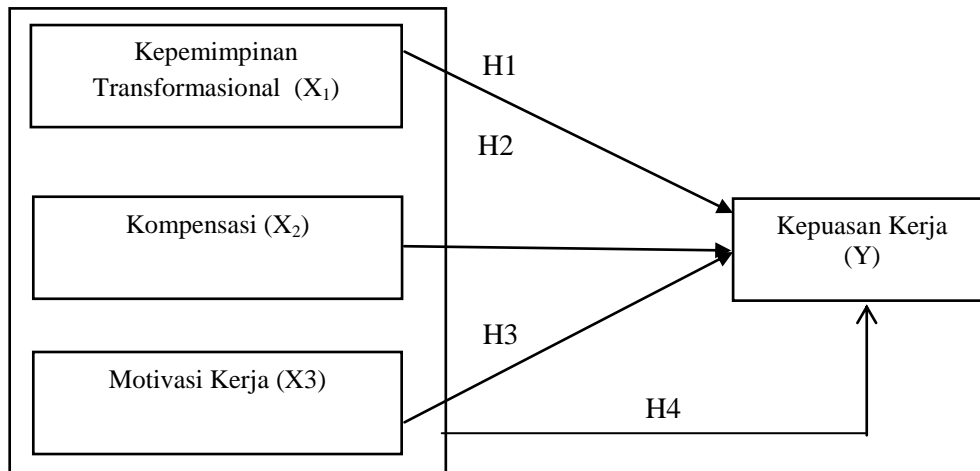 Kepemimpinan
Transformasional (X₁)
H1
H2
Kompensasi (X₂)
Kepuasan Kerja
(Y)
H3
Motivasi Kerja (X3)
H4